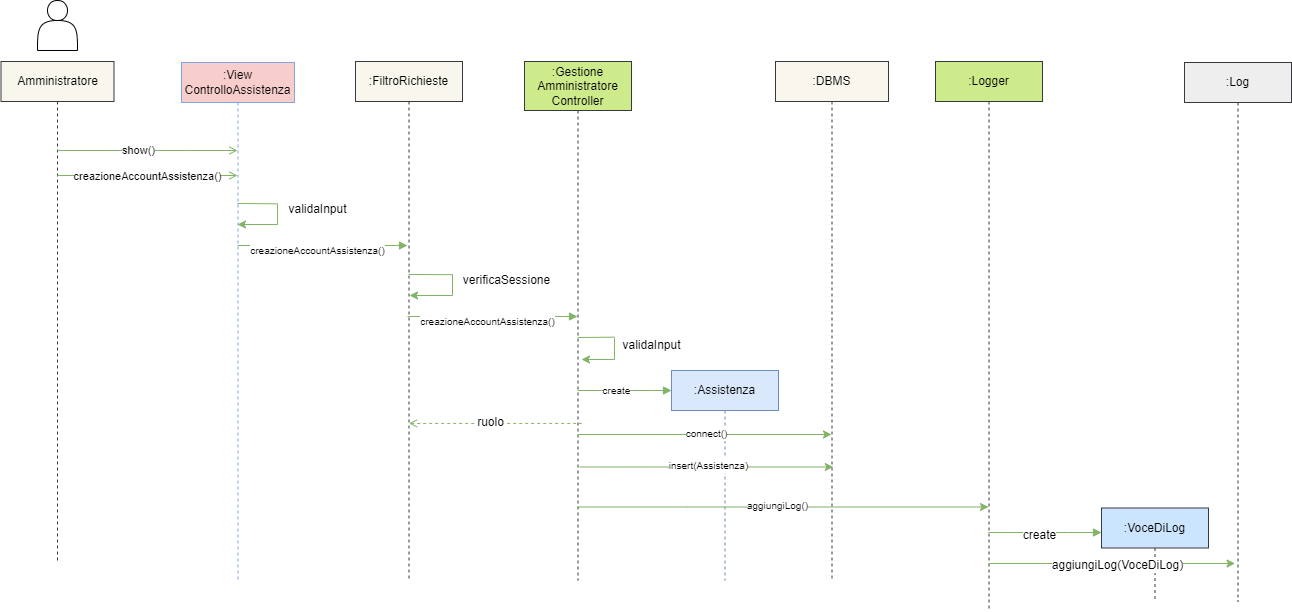 Amministratore
:View
ControlloAssistenza
:FiltroRichieste
:Gestione
Amministratore
Controller
:DBMS
:Logger
:Log
show()
creazioneAccountAssistenza()
validaInput
creazioneAccountAssistenza()
verificaSessione
creazioneAccountAssistenza()
validaInput
create
:Assistenza
ruolo
connect()
insert(Assistenza)
aggiungiLog()
create
:VoceDiLog
aggiungiLog(VoceDiLog)